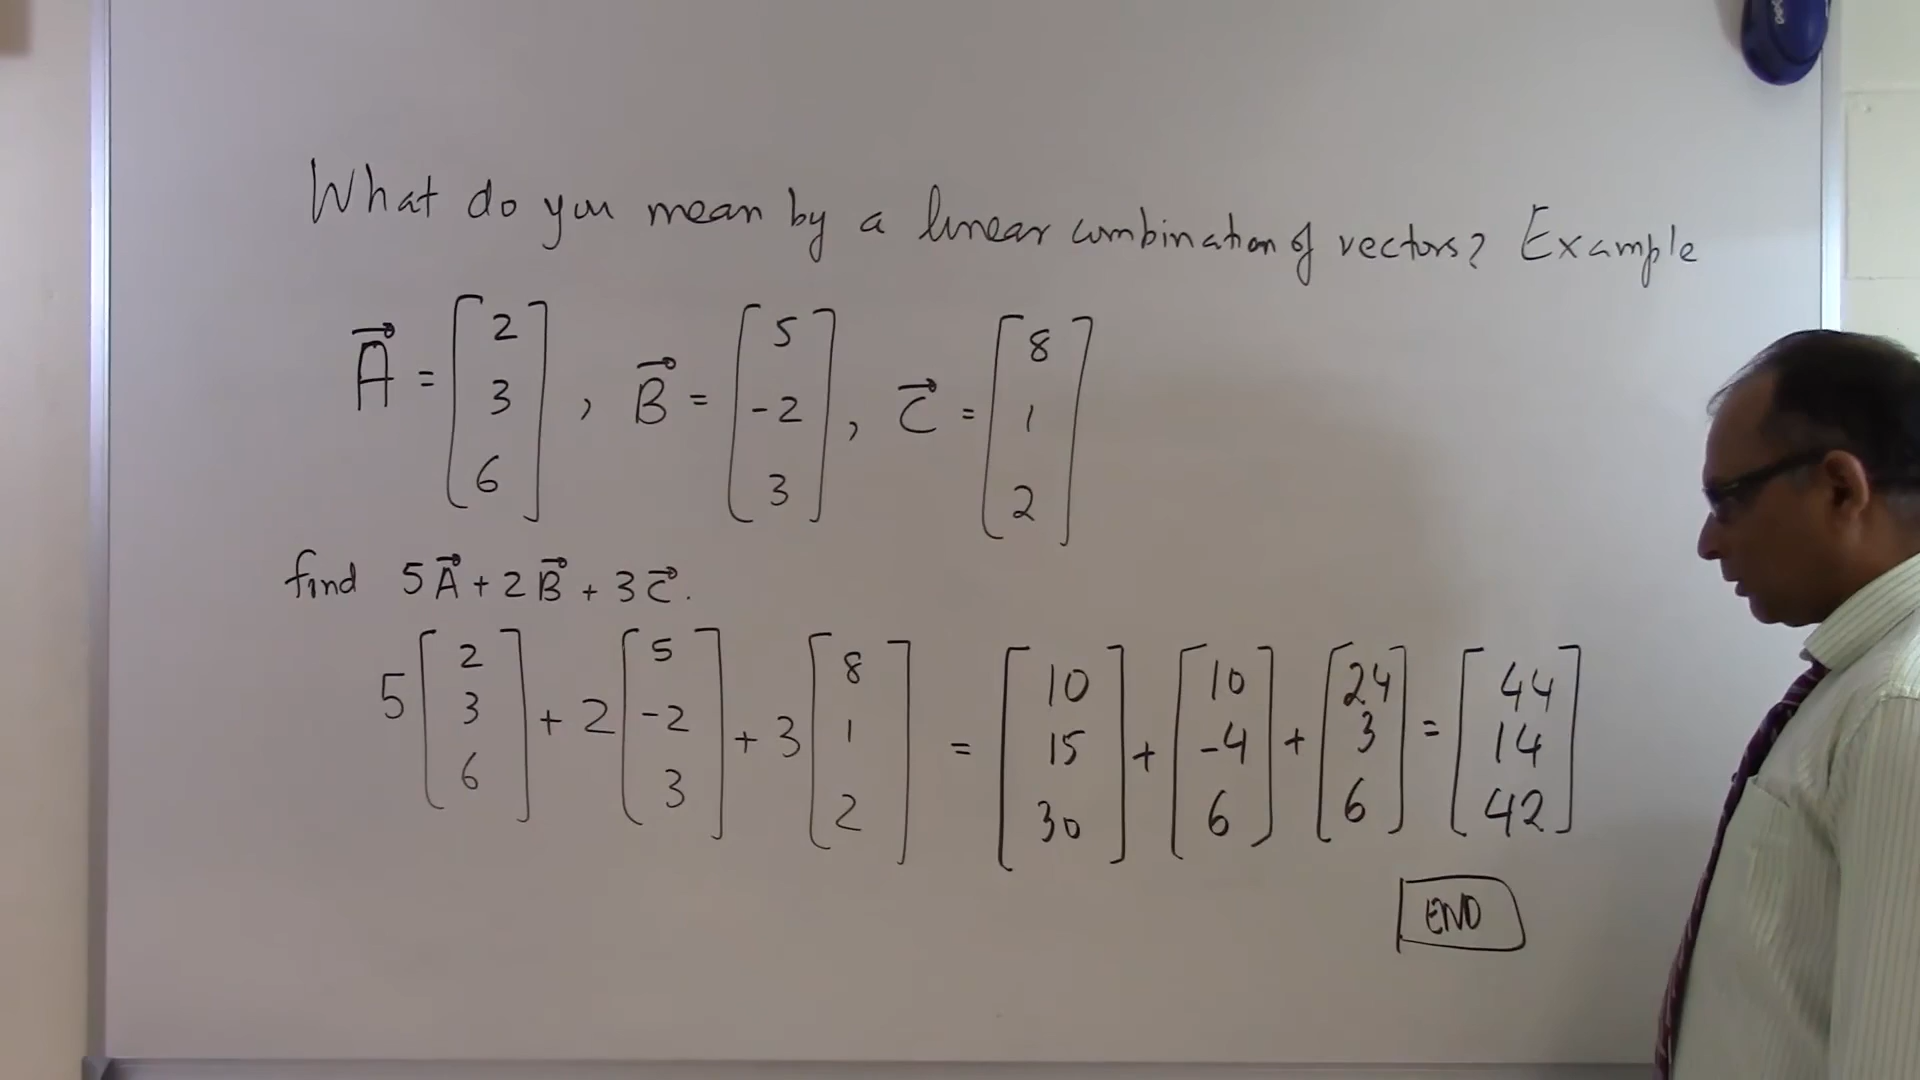 What do you mean by a linear combination of vectors? Example
A⃗ = [2 3 6], B⃗ = [5 -2 3], C⃗ = [8 1 2]
find 5A⃗ + 2B⃗ + 3C⃗.
5[2 3 6] + 2[5 -2 3] + 3[8 1 2] = [10 15 30] + [10 -4 6] + [24 3 6] = [44 14 42]
END